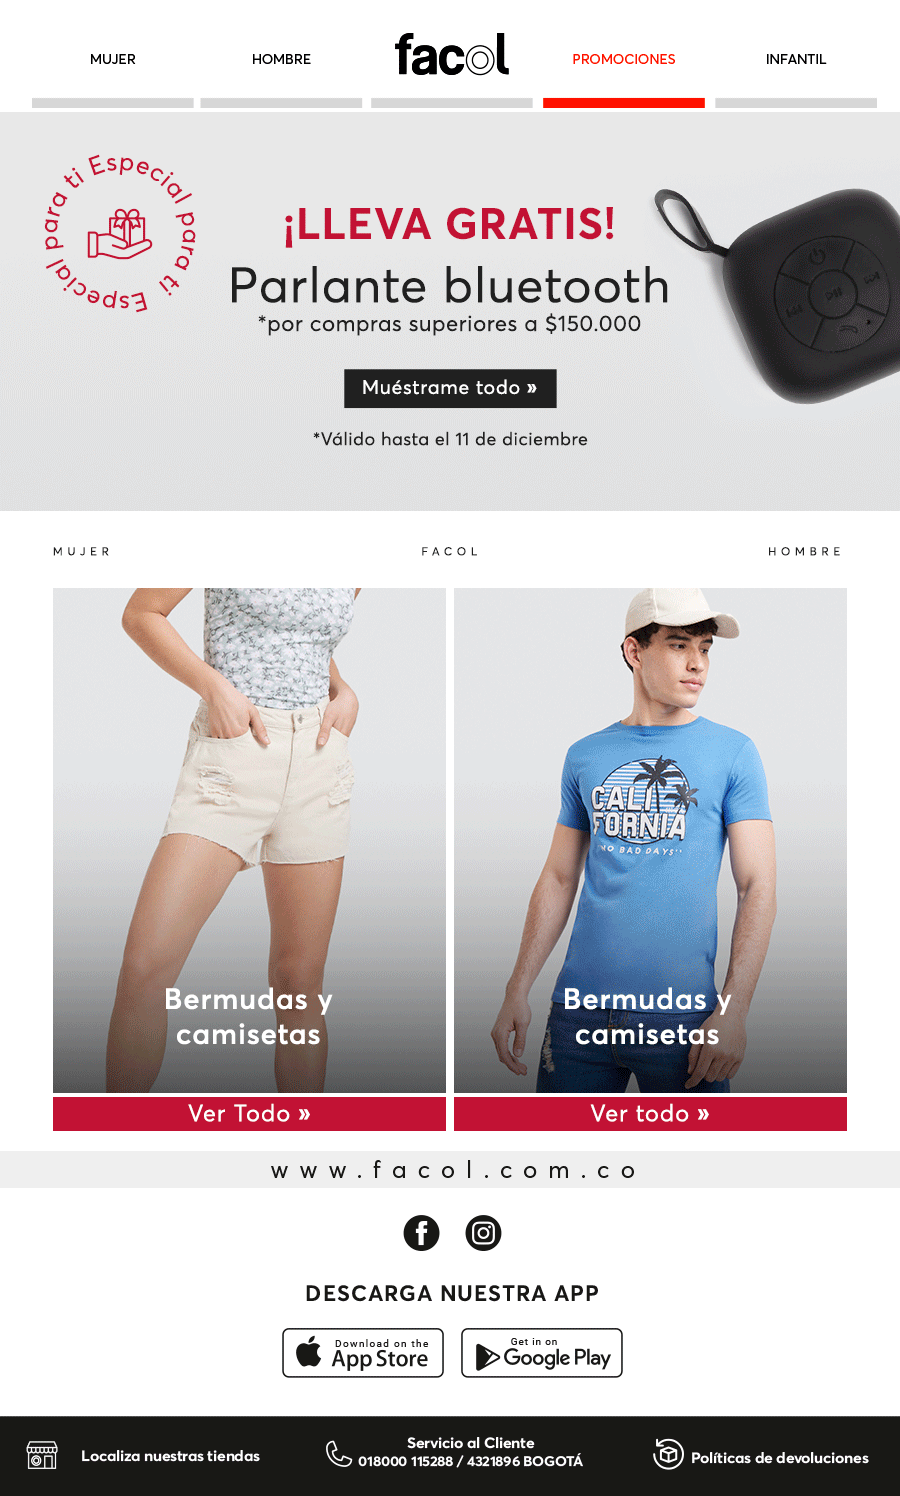 MUJER
HOMBRE
facol
PROMOCIONES
INFANTIL
Especial para ti Especial para ti
¡LLEVA GRATIS!
Parlante bluetooth
*por compras superiores a $150.000
Muéstrame todo »
*Válido hasta el 11 de diciembre
MUJER
FACOL
HOMBRE
CALI
FORNIA
"NO BAD DAYS"
Bermudas y
camisetas
Bermudas y
camisetas
Ver Todo »
Ver todo »
www.facol.com.co
DESCARGA NUESTRA APP
Download on the
App Store
Get in on
Google Play
Localiza nuestras tiendas
Servicio al Cliente
018000 115288 / 4321896 BOGOTÁ
Políticas de devoluciones